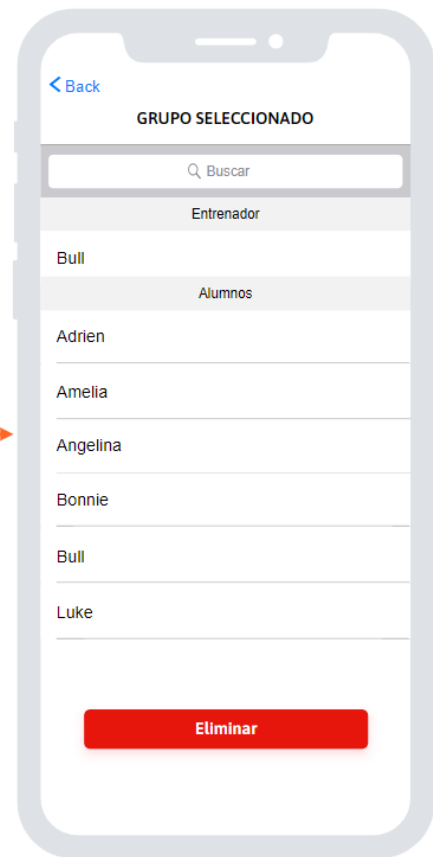 Back
GRUPO SELECCIONADO
Buscar
Entrenador
Bull
Alumnos
Adrien
Amelia
Angelina
Bonnie
Bull
Luke
Eliminar